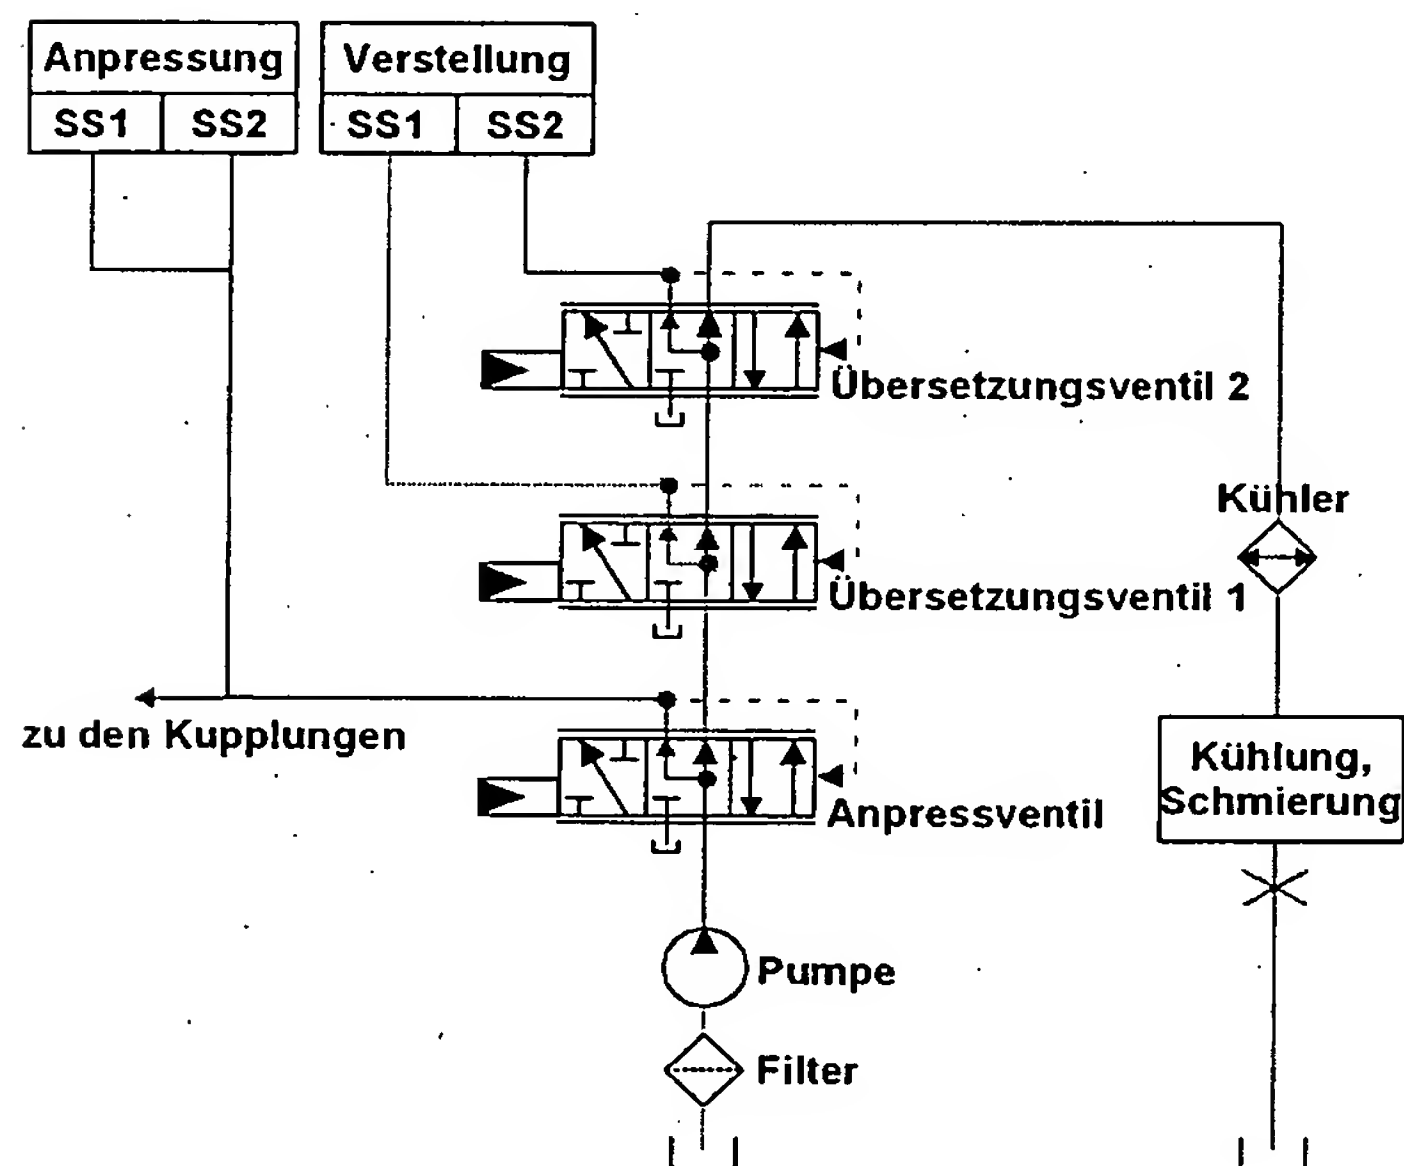 Anpressung
SS1 SS2
Verstellung
SS1 SS2
Übersetzungsventil 2
Kühler
Übersetzungsventil 1
zu den Kupplungen
Kühlung,
Schmierung
Anpressventil
Pumpe
Filter